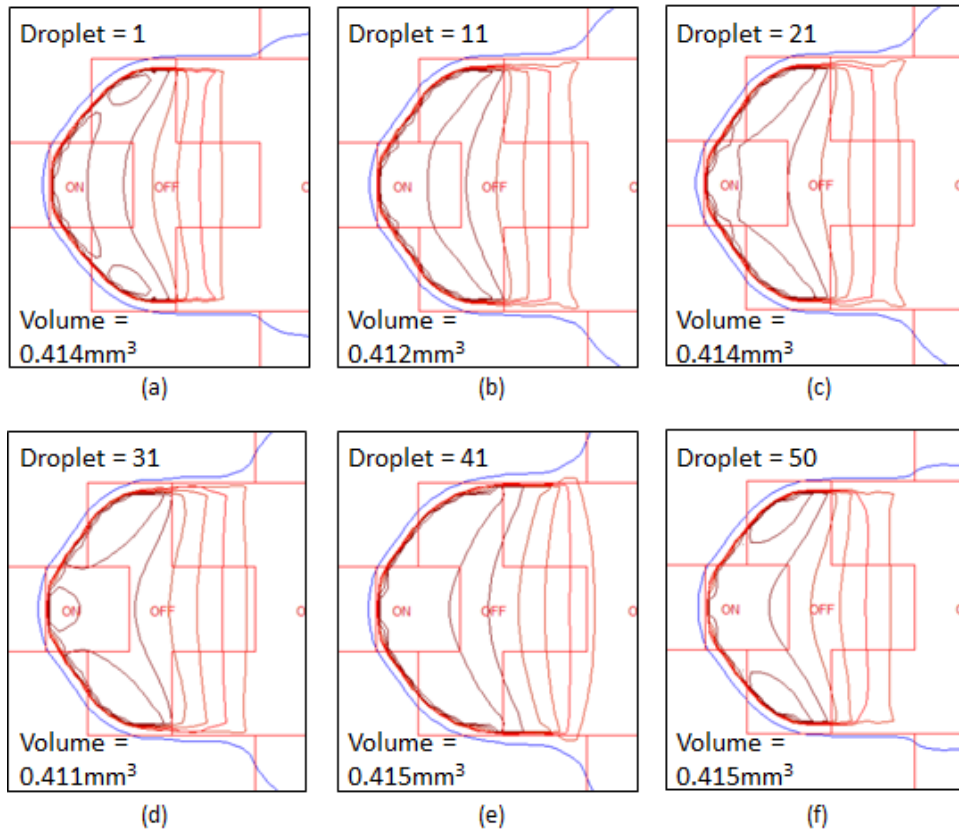 Droplet = 1
ON
OFF
O
Volume =
0.414mm³
(a)
Droplet = 11
ON
OFF
O
Volume =
0.412mm³
(b)
Droplet = 21
ON
OFF
O
Volume =
0.414mm³
(c)
Droplet = 31
ON
OFF
O
Volume =
0.411mm³
(d)
Droplet = 41
ON
OFF
O
Volume =
0.415mm³
(e)
Droplet = 50
ON
OFF
O
Volume =
0.415mm³
(f)